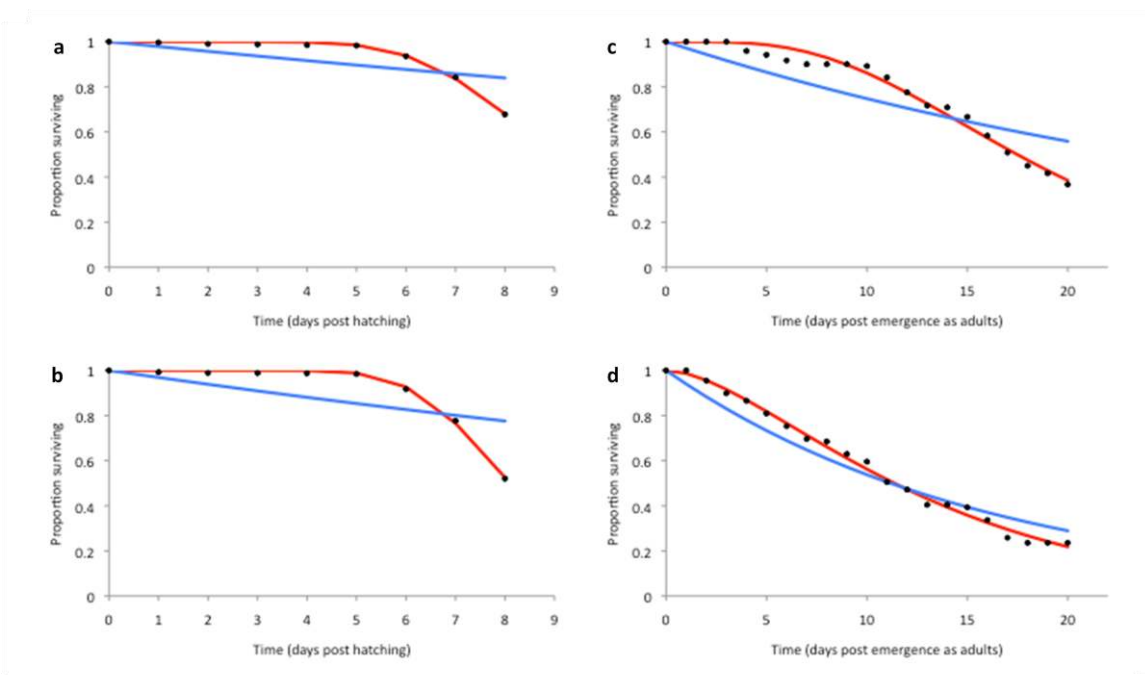 a
1
0.8
0.6
0.4
0.2
0
Proportion surviving
0 1 2 3 4 5 6 7 8 9
Time (days post hatching)
c
1
0.8
0.6
0.4
0.2
0
Proportion surviving
0 5 10 15 20
Time (days post emergence as adults)
b
1
0.8
0.6
0.4
0.2
0
Proportion surviving
0 1 2 3 4 5 6 7 8 9
Time (days post hatching)
d
1
0.8
0.6
0.4
0.2
0
Proportion surviving
0 5 10 15 20
Time (days post emergence as adults)